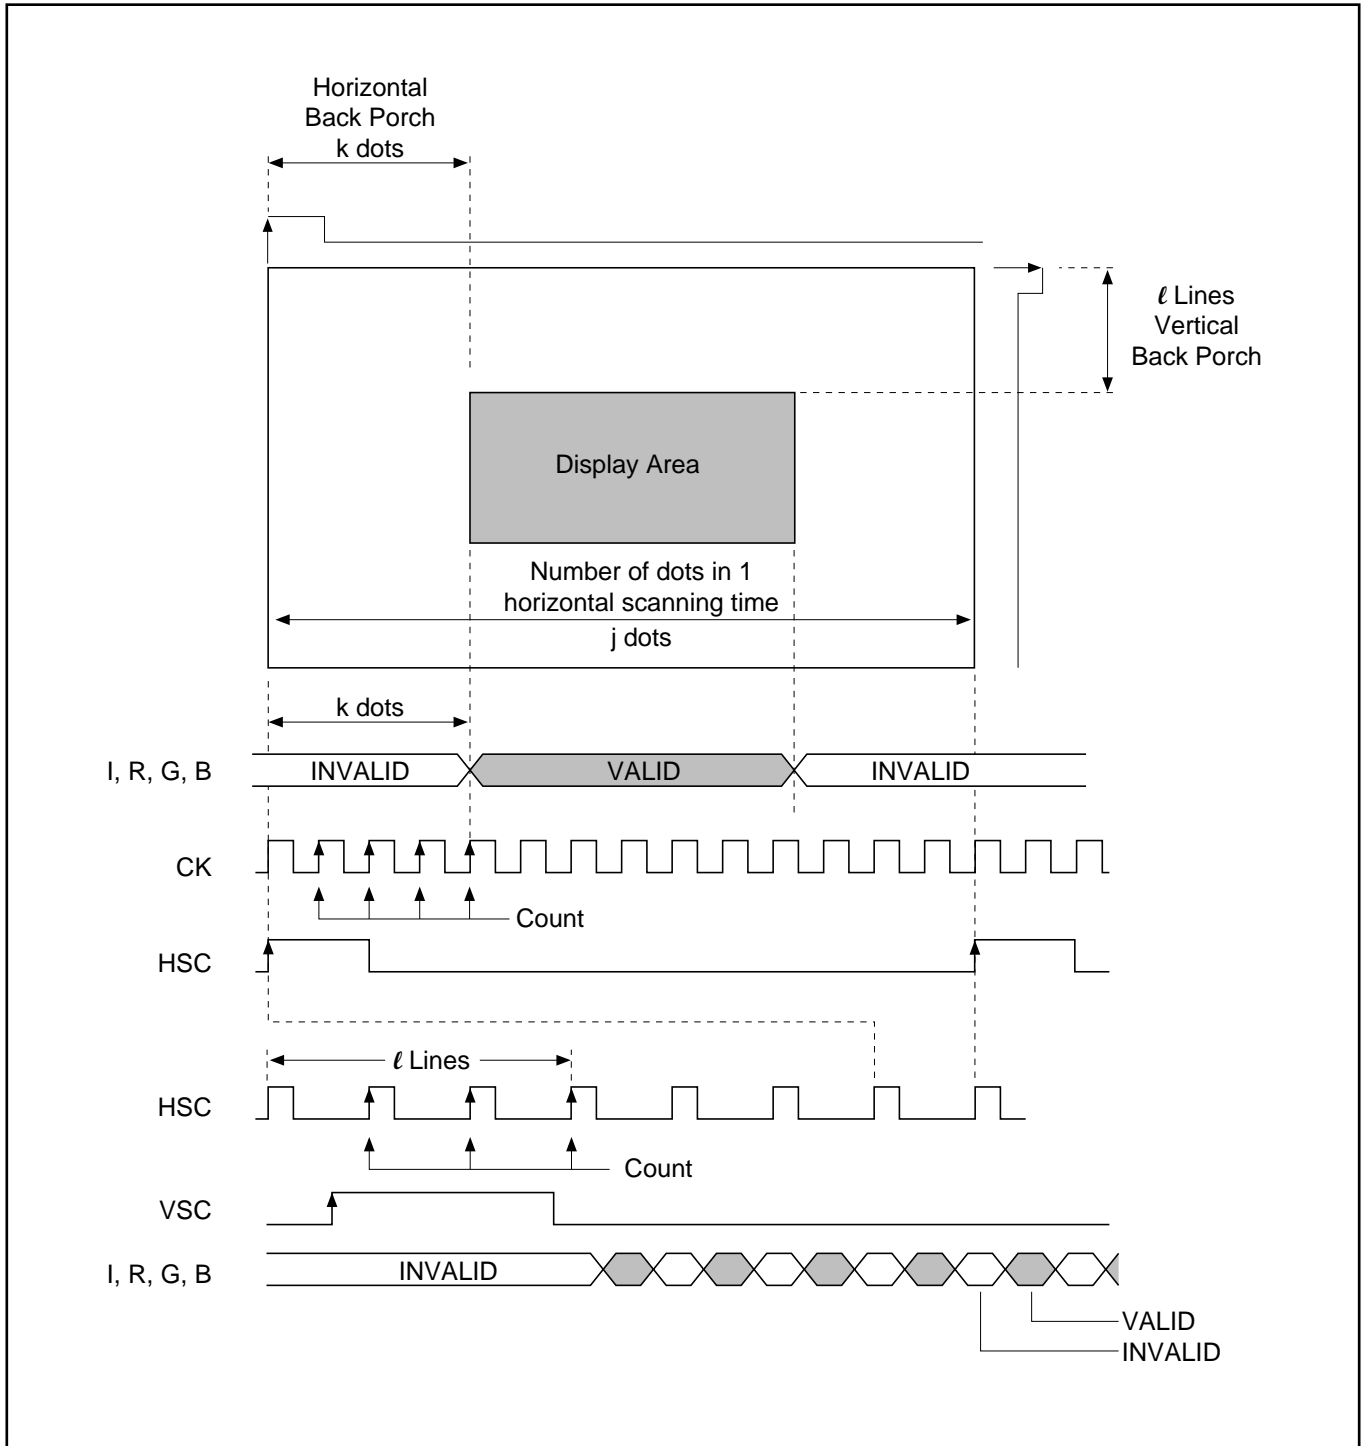 Horizontal
Back Porch
k dots
ℓ Lines
Vertical
Back Porch
Display Area
Number of dots in 1
horizontal scanning time
j dots
k dots
I, R, G, B
INVALID
VALID
INVALID
CK
Count
HSC
ℓ Lines
HSC
Count
VSC
I, R, G, B
INVALID
VALID
INVALID